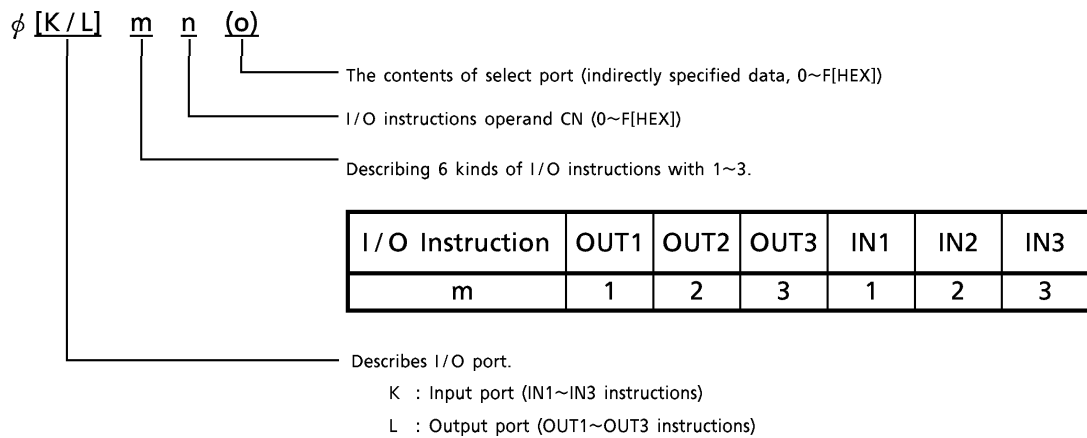 ϕ [K / L] m n (o)
The contents of select port (indirectly specified data, 0~F[HEX])
I / O instructions operand CN (0~F[HEX])
Describing 6 kinds of I / O instructions with 1~3.
I / O Instruction OUT1 OUT2 OUT3 IN1 IN2 IN3
m 1 2 3 1 2 3
Describes I / O port.
K : Input port (IN1~IN3 instructions)
L : Output port (OUT1~OUT3 instructions)